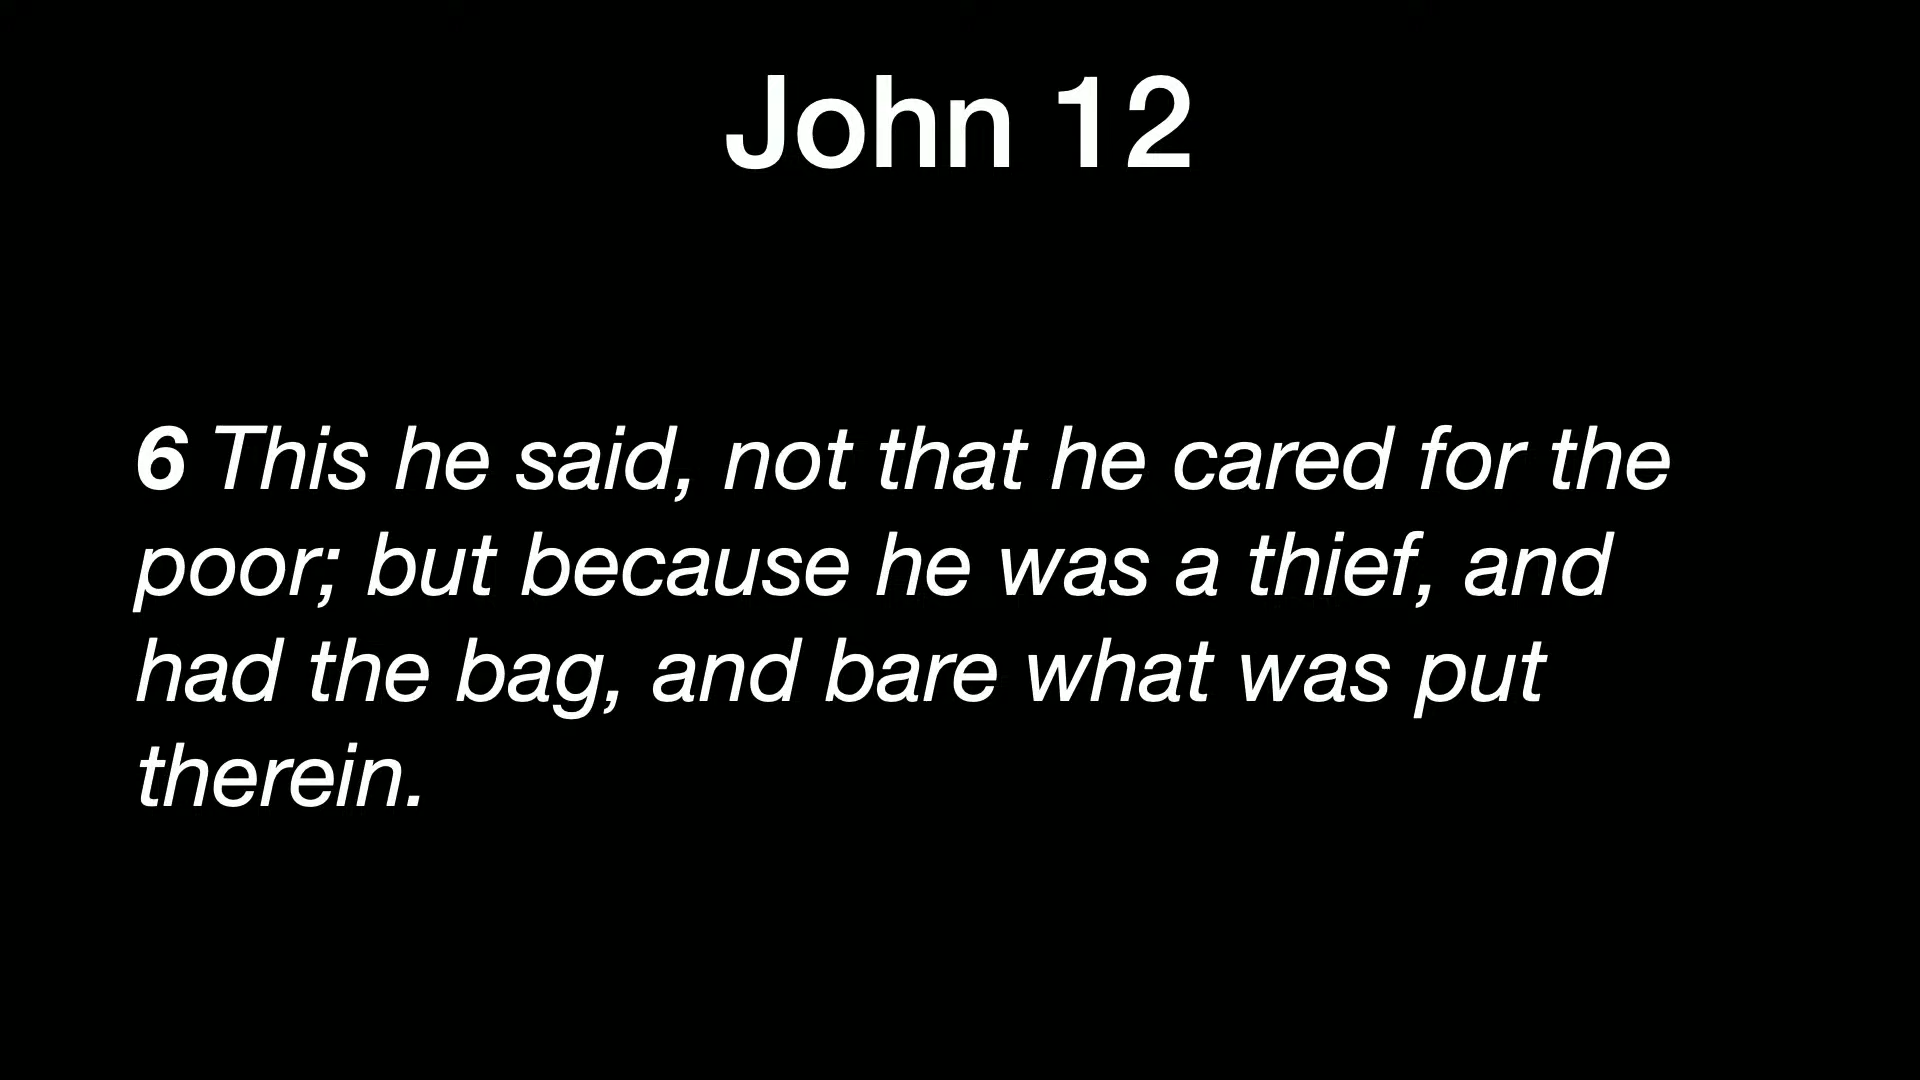 John 12
6 This he said, not that he cared for the
poor; but because he was a thief, and
had the bag, and bare what was put
therein.